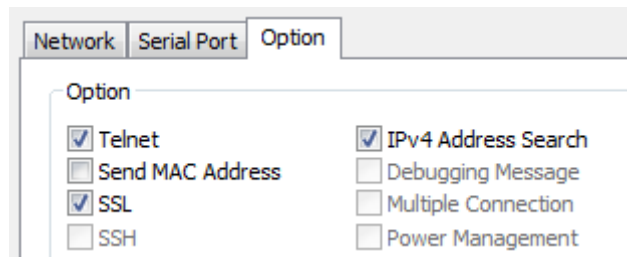 Network Serial Port Option
Option
Telnet
Send MAC Address
SSL
SSH
IPv4 Address Search
Debugging Message
Multiple Connection
Power Management